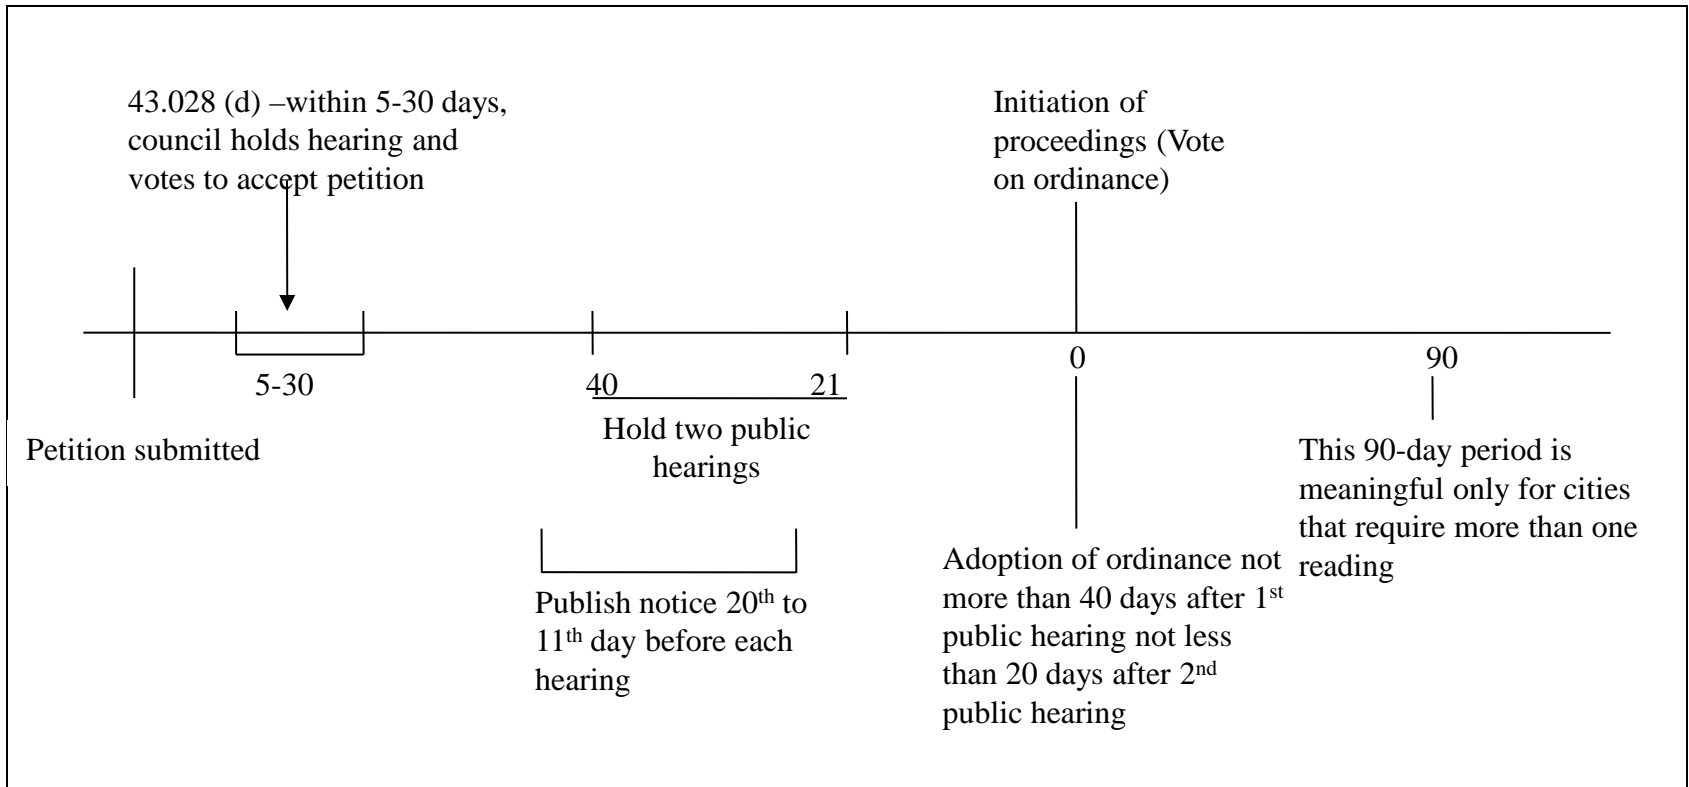 43.028 (d) –within 5-30 days,
council holds hearing and
votes to accept petition
Initiation of
proceedings (Vote
on ordinance)
0
90
5-30
40
21
Hold two public
hearings
Petition submitted
This 90-day period is
meaningful only for cities
that require more than one
reading
Adoption of ordinance not
more than 40 days after 1st
public hearing not less
than 20 days after 2nd
public hearing
Publish notice 20th to
11th day before each
hearing